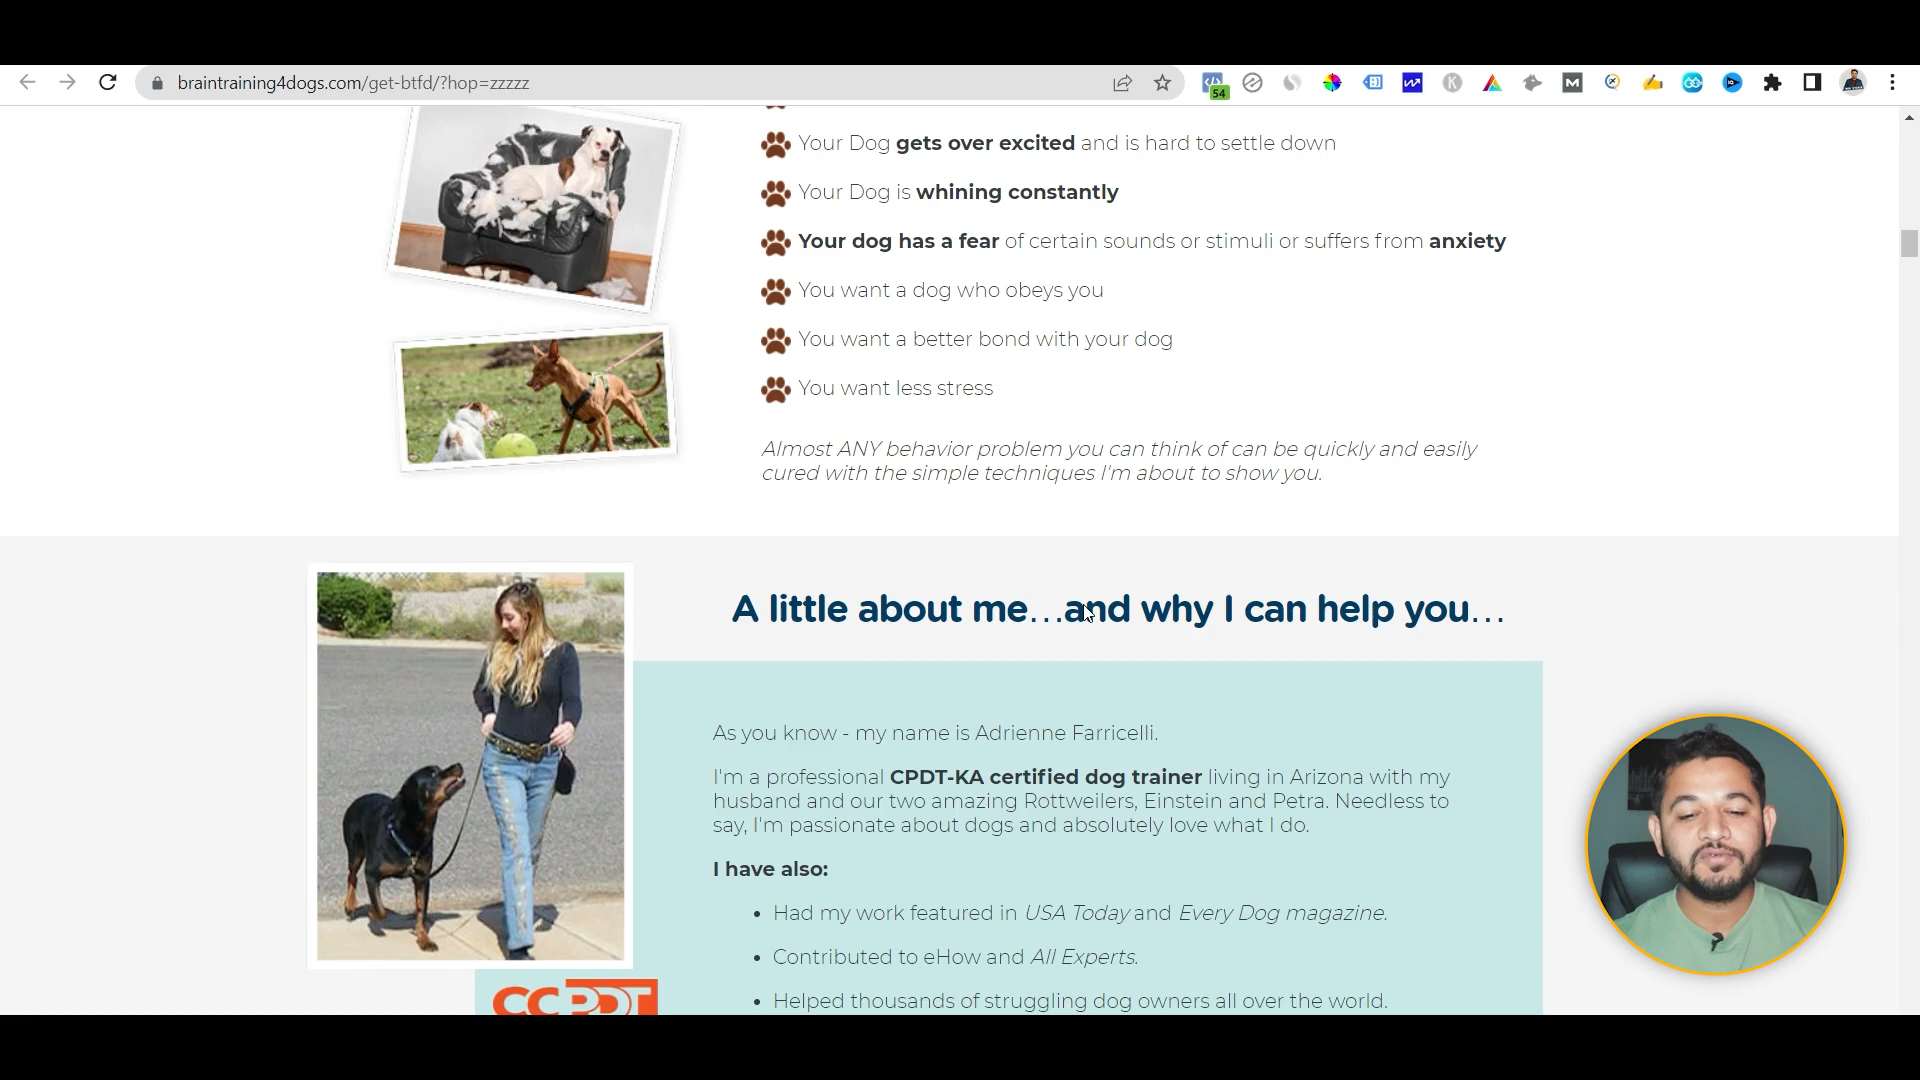 braintraining4dogs.com/get-btfd/?hop=zzzzz
54
Your Dog gets over excited and is hard to settle down
Your Dog is whining constantly
Your dog has a fear of certain sounds or stimuli or suffers from anxiety
You want a dog who obeys you
You want a better bond with your dog
You want less stress
Almost ANY behavior problem you can think of can be quickly and easily
cured with the simple techniques I'm about to show you.
A little about me...and why I can help you...
As you know - my name is Adrienne Farricelli.
I'm a professional CPDT-KA certified dog trainer living in Arizona with my
husband and our two amazing Rottweilers, Einstein and Petra. Needless to
say, I'm passionate about dogs and absolutely love what I do.
I have also:
• Had my work featured in USA Today and Every Dog magazine.
• Contributed to eHow and All Experts.
• Helped thousands of struggling dog owners all over the world.
CCPDT